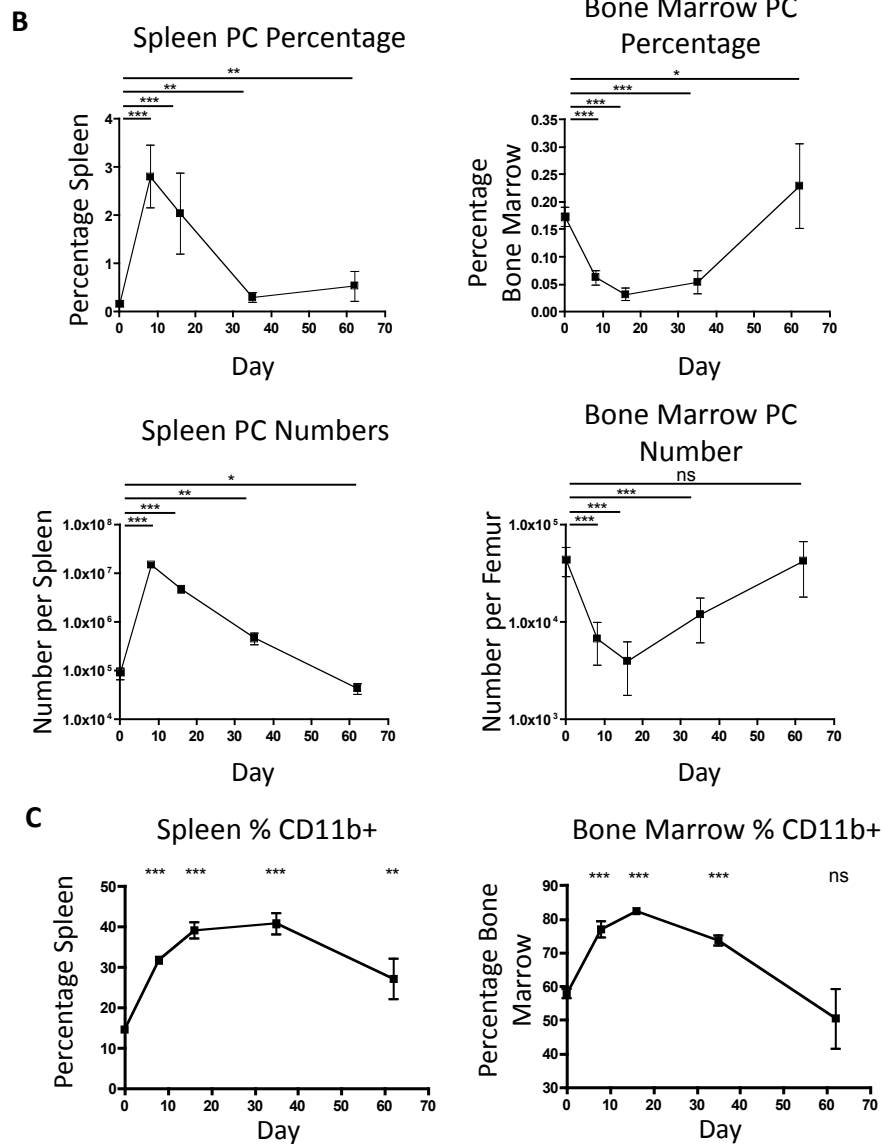 B
Spleen PC Percentage
**
**
***
***
Percentage Spleen
4
3
2
1
0
0 10 20 30 40 50 60 70
Day
Bone Marrow PC
Percentage
*
***
***
***
Percentage
Bone Marrow
0.35
0.30
0.25
0.20
0.15
0.10
0.05
0.00
0 10 20 30 40 50 60 70
Day
Spleen PC Numbers
*
**
***
***
Number per Spleen
1.0x10⁸
1.0x10⁷
1.0x10⁶
1.0x10⁵
1.0x10⁴
0 10 20 30 40 50 60 70
Day
Bone Marrow PC
Number
ns
***
***
***
Number per Femur
1.0x10⁵
1.0x10⁴
1.0x10³
0 10 20 30 40 50 60 70
Day
C
Spleen % CD11b+
*** *** *** **
Percentage Spleen
50
40
30
20
10
0
0 10 20 30 40 50 60 70
Day
Bone Marrow % CD11b+
*** *** *** ns
Percentage Bone
Marrow
90
80
70
60
50
40
30
0 10 20 30 40 50 60 70
Day